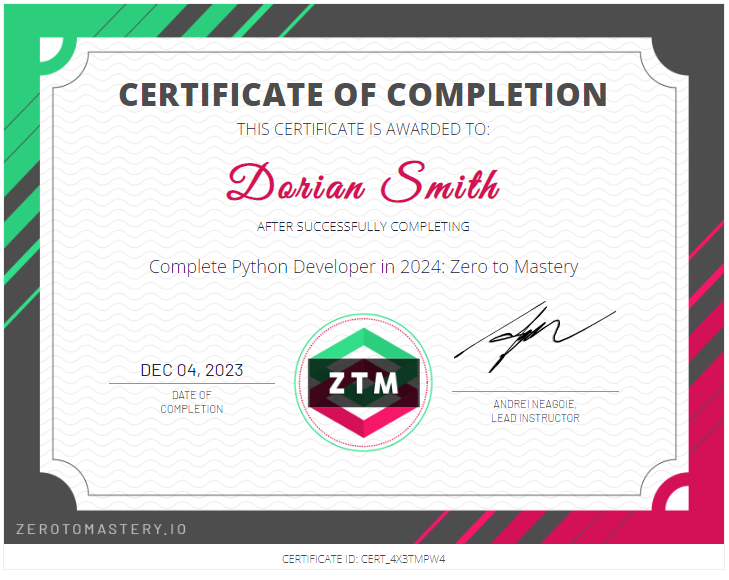 CERTIFICATE OF COMPLETION
THIS CERTIFICATE IS AWARDED TO:
Dorian Smith
AFTER SUCCESSFULLY COMPLETING
Complete Python Developer in 2024: Zero to Mastery
DEC 04, 2023
DATE OF
COMPLETION
ZTM
ANDREI NEAGOIE,
LEAD INSTRUCTOR
ZEROTOMASTERY.IO
CERTIFICATE ID: CERT_4X3TMPW4